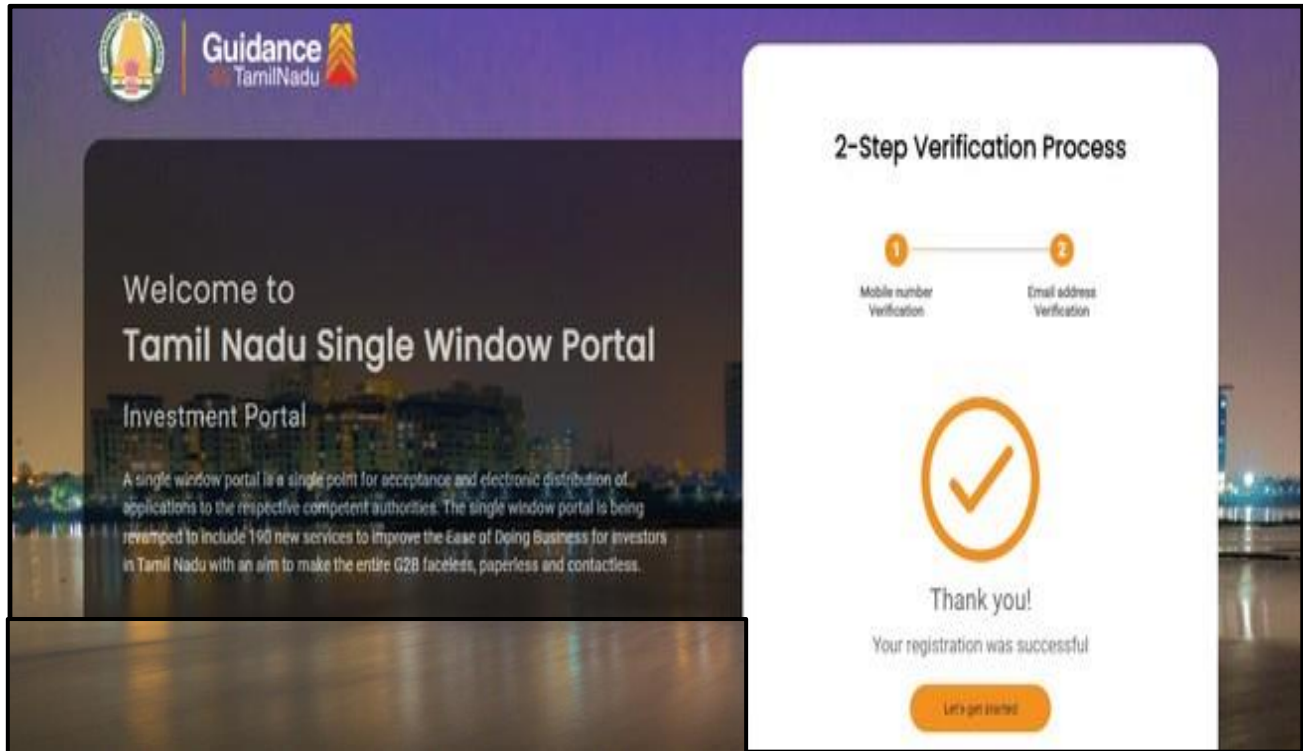 Guidance
TamilNadu
Welcome to
Tamil Nadu Single Window Portal
Investment Portal
A single window portal is a single point for acceptance and electronic distribution of
applications to the respective competent authorities. The single window portal is being
revamped to include 190 new services to improve the Ease of Doing Business for investors
in Tamil Nadu with an aim to make the entire G2B faceless, paperless and contactless.
2-Step Verification Process
1
2
Mobile number
Verification
Email address
Verification
Thank you!
Your registration was successful
Let's get started